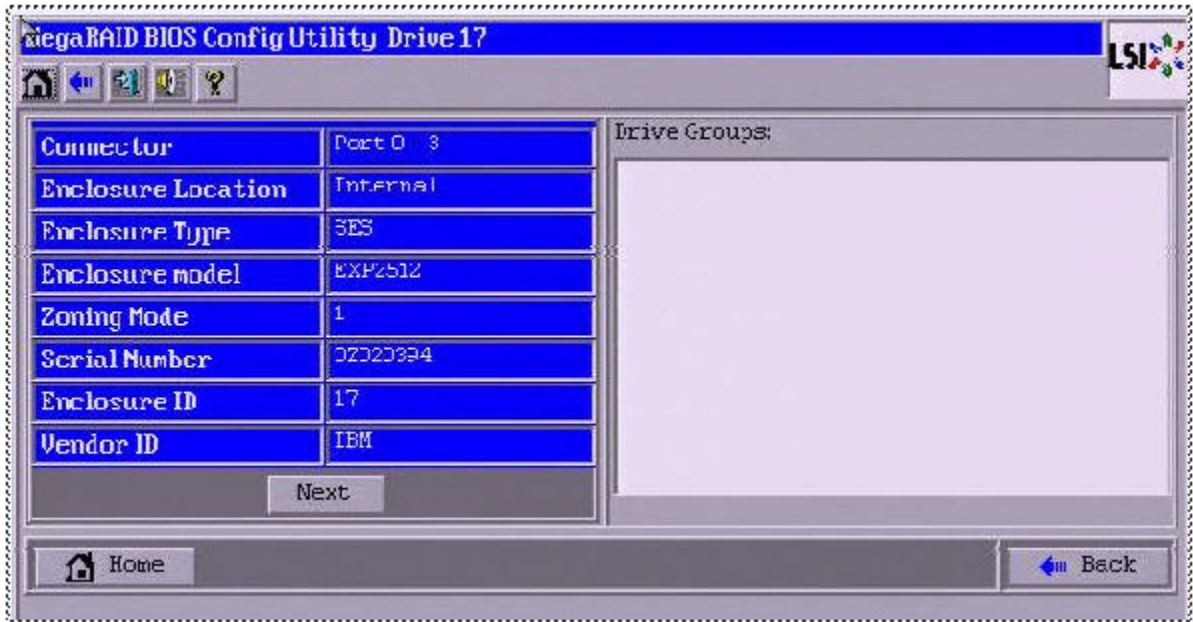 MegaRAID BIOS Config Utility Drive 17
LSI
Connector Port 0 - 3
Enclosure Location Internal
Enclosure Type SES
Enclosure model EXP2512
Zoning Mode 1
Serial Number
Enclosure ID 17
Vendor ID IBM
Next
Drive Groups:
Home
Back